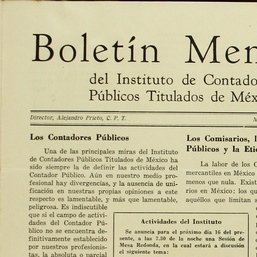 Boletín Men
del Instituto de Contado
Públicos Titulados de Méx
Director, Alejandro Prieto, C. P. T.
Los Contadores Públicos
Una de las principales miras del Instituto
de Contadores Públicos Titulados de México ha
sido siempre la de definir las actividades del
Contador Público. Aún en nuestro medio pro-
fesional hay divergencias, y la ausencia de uni-
ficación en nuestras propias opiniones a este
respecto es lamentable, y más que lamentable,
peligrosa. Es indiscutible
que si el campo de activi-
dades del Contador Pú-
blico no se encuentra de-
finitivamente establecido
por nuestros profesionis-
tas, la absoluta o parcial
Los Comisarios, l
Públicos y la Etic
La labor de los C
mercantiles en México
menos que nula. Exist
sarios en México: los qu
aquéllos que limitan
Actividades del Instituto
Se anuncia para el próximo día 16 del pre-
sente, a las 7.30 de la noche una Sesión de
Mesa Redonda, en la cual estará a discusión
el siguiente tema: